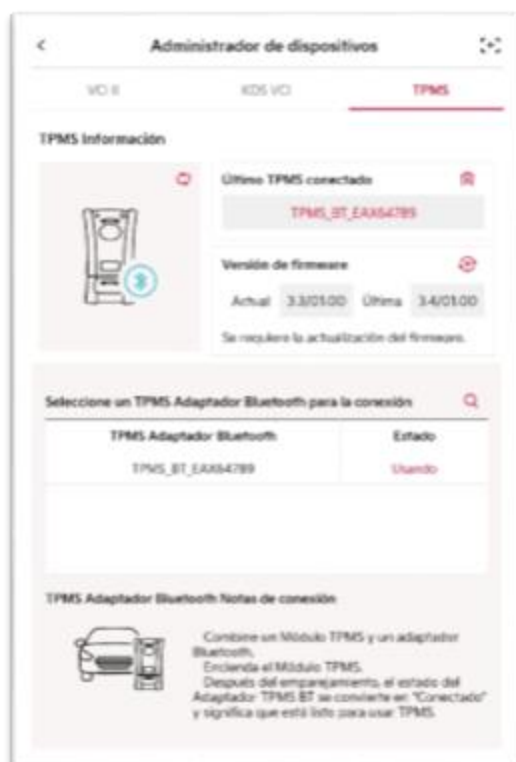 Administrador de dispositivos
VCI II
KDS VCI
TPMS
TPMS Información
Último TPMS conectado
TPMS_BT_EAX64789
Versión de firmware
Actual 3.3/01.00 Última 3.4/01.00
Se requiere la actualización del firmware.
Seleccione un TPMS Adaptador Bluetooth para la conexión
TPMS Adaptador Bluetooth Estado
TPMS_BT_EAX64789 Usando
TPMS Adaptador Bluetooth Notas de conexión
Combine un Módulo TPMS y un adaptador
Bluetooth.
Encienda el Módulo TPMS.
Después del emparejamiento, el estado del
Adaptador TPMS BT se convierte en "Conectado"
y significa que está listo para usar TPMS.